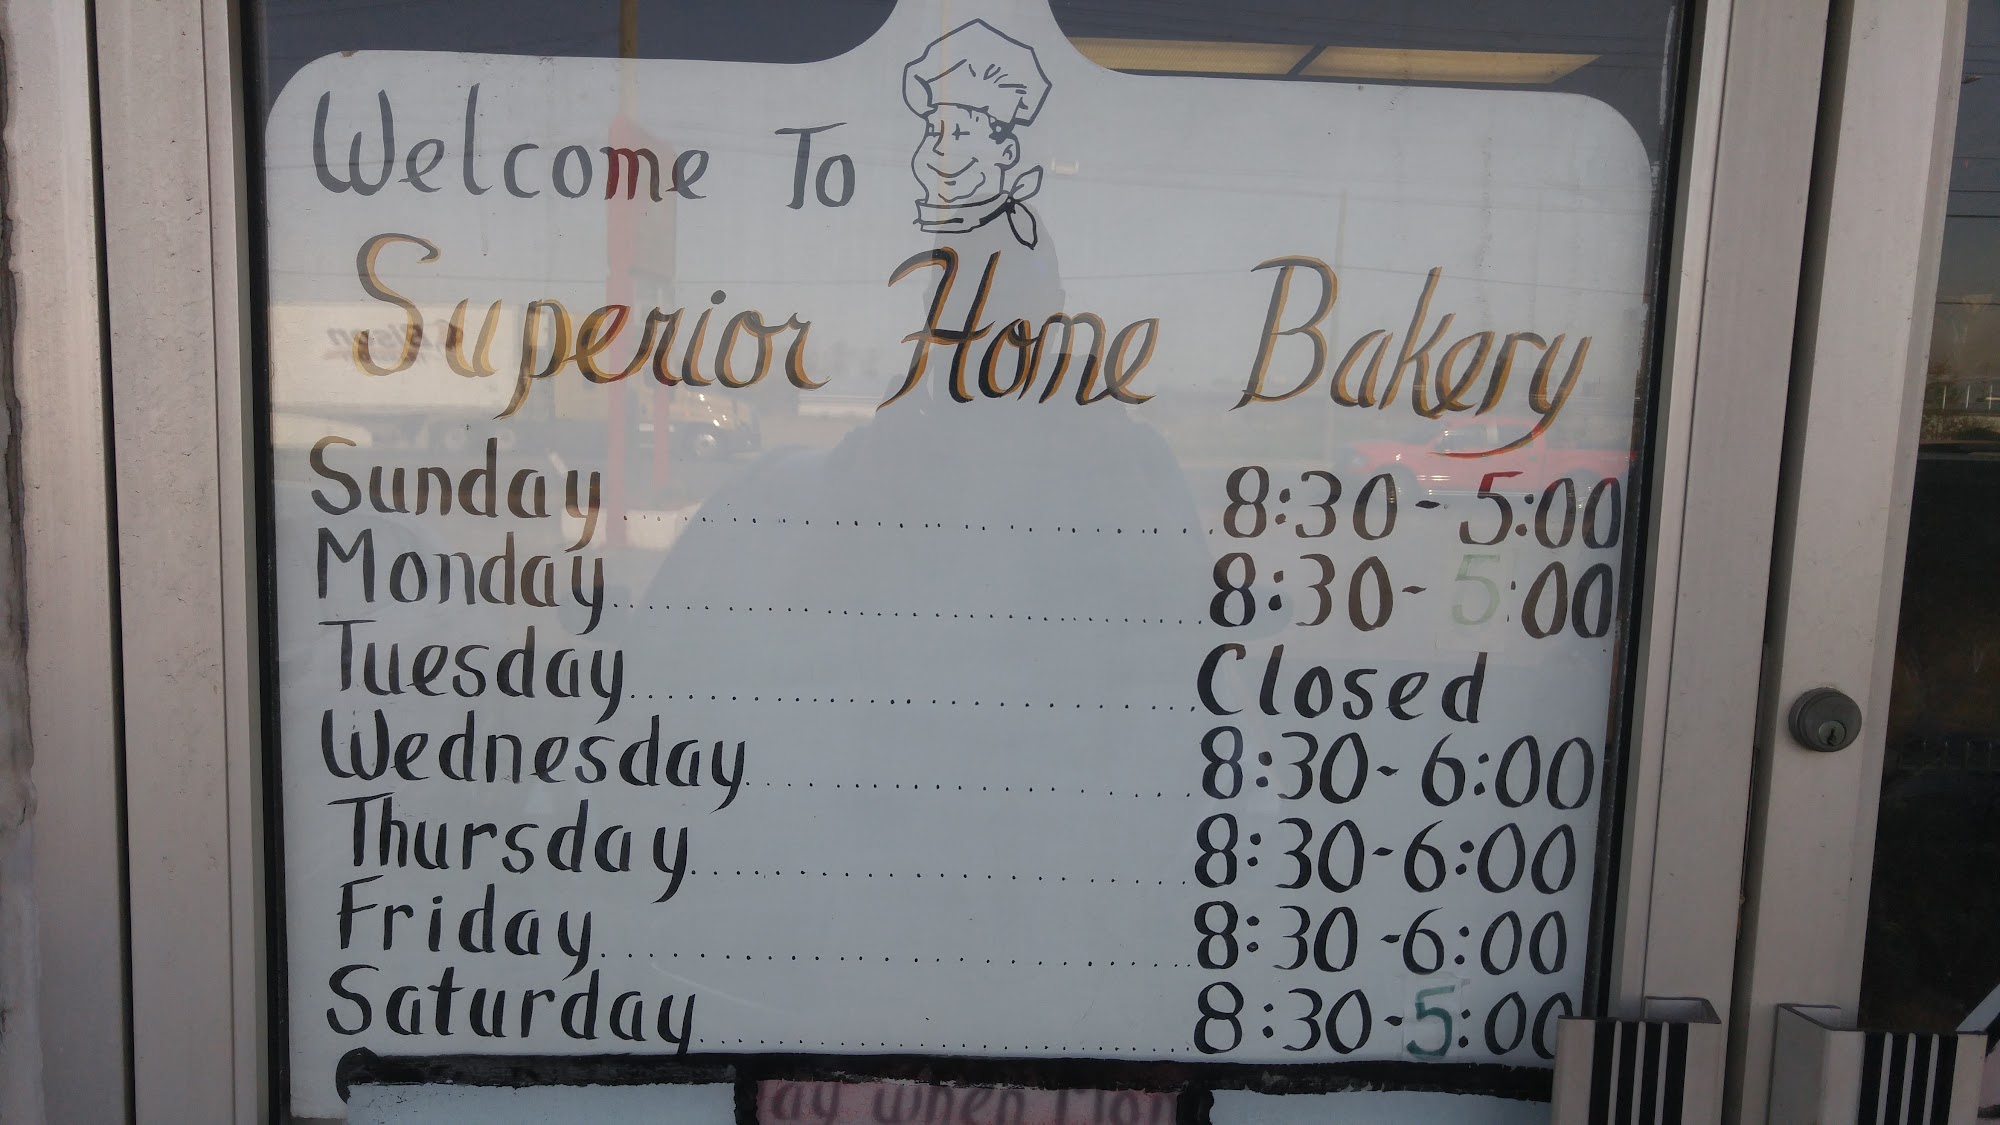 Welcome To
Superior Home Bakery
Sunday..............................8:30-5:00
Monday..............................8:30-5:00
Tuesday..............................Closed
Wednesday..............................8:30-6:00
Thursday..............................8:30-6:00
Friday..............................8:30-6:00
Saturday..............................8:30-5:00
when